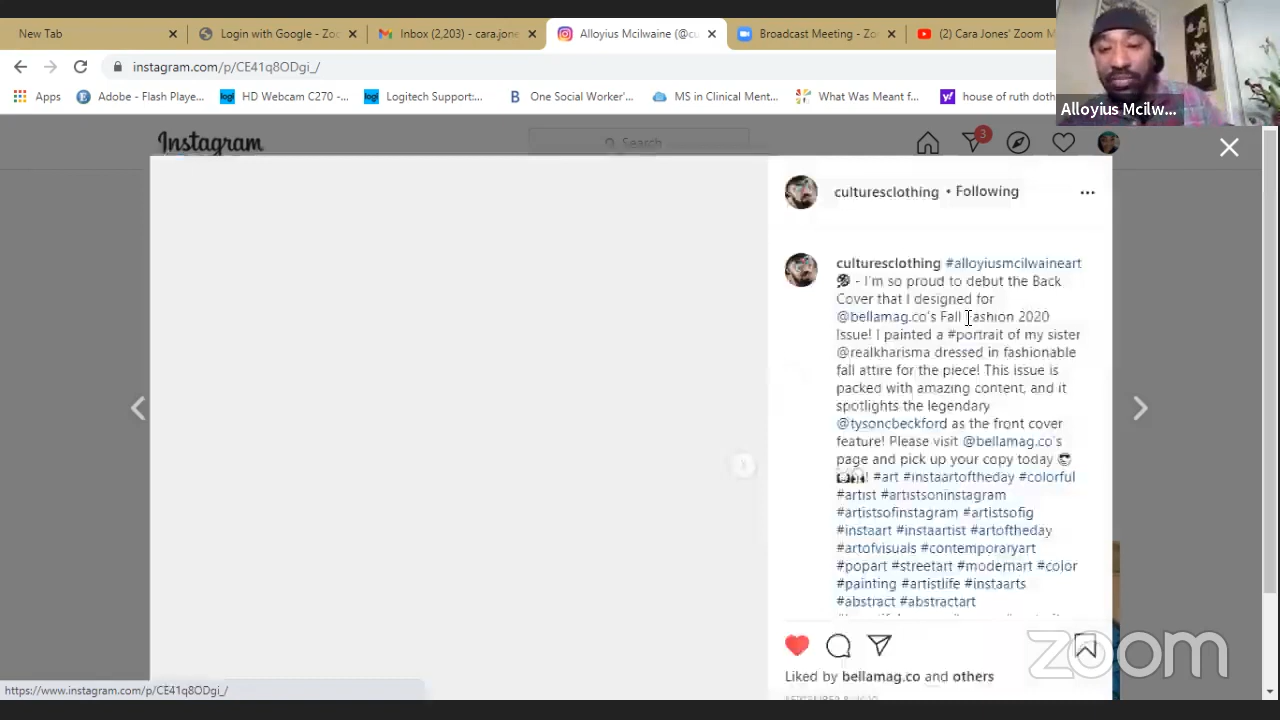 New Tab
Login with Google - Zo
Inbox (2,203) - cara.jone
Alloyius Mcilwaine (@cu
Broadcast Meeting - Zo
(2) Cara Jones' Zoom M
instagram.com/p/CE41q8ODgi_/
Apps
Adobe - Flash Playe...
HD Webcam C270 -...
Logitech Support:...
One Social Worker'...
MS in Clinical Ment...
What Was Meant f...
house of ruth doth
Alloyius Mcilw...
Instagram
Search
3
culturesclothing • Following
culturesclothing #alloyiusmcilwaineart
- I'm so proud to debut the Back
Cover that I designed for
@bellamag.co's Fall Fashion 2020
Issue! I painted a #portrait of my sister
@realkharisma dressed in fashionable
fall attire for the piece! This issue is
packed with amazing content, and it
spotlights the legendary
@tysoncbeckford as the front cover
feature! Please visit @bellamag.co's
page and pick up your copy today 😎
! #art #instaartoftheday #colorful
#artist #artistsoninstagram
#artistsofinstagram #artistsofig
#instaart #instaartist #artoftheday
#artofvisuals #contemporaryart
#popart #streetart #modernart #color
#painting #artistlife #instaarts
#abstract #abstractart
Liked by bellamag.co and others
zoom
https://www.instagram.com/p/CE41q8ODgi_/